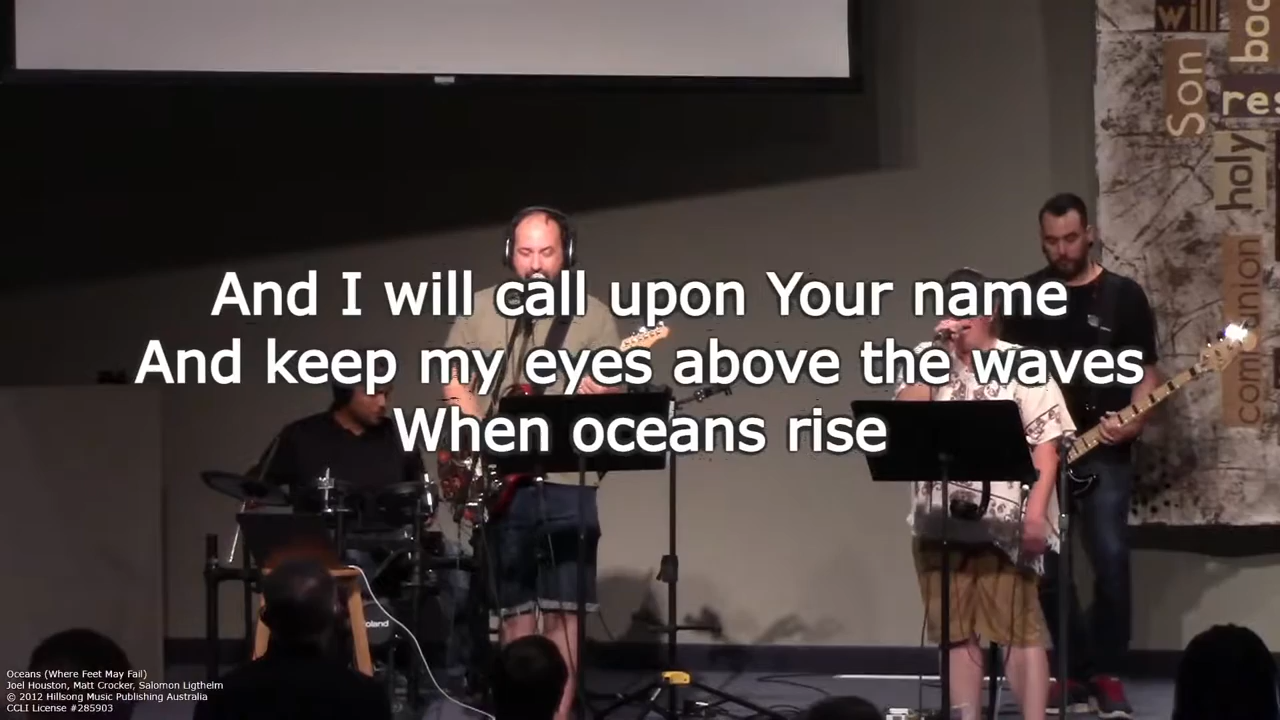 And I will call upon Your name
And keep my eyes above the waves
When oceans rise
will
Son
holy
communion
Oceans (Where Feet May Fail)
Joel Houston, Matt Crocker, Salomon Ligthelm
© 2012 Hillsong Music Publishing Australia
CCLI License #285903